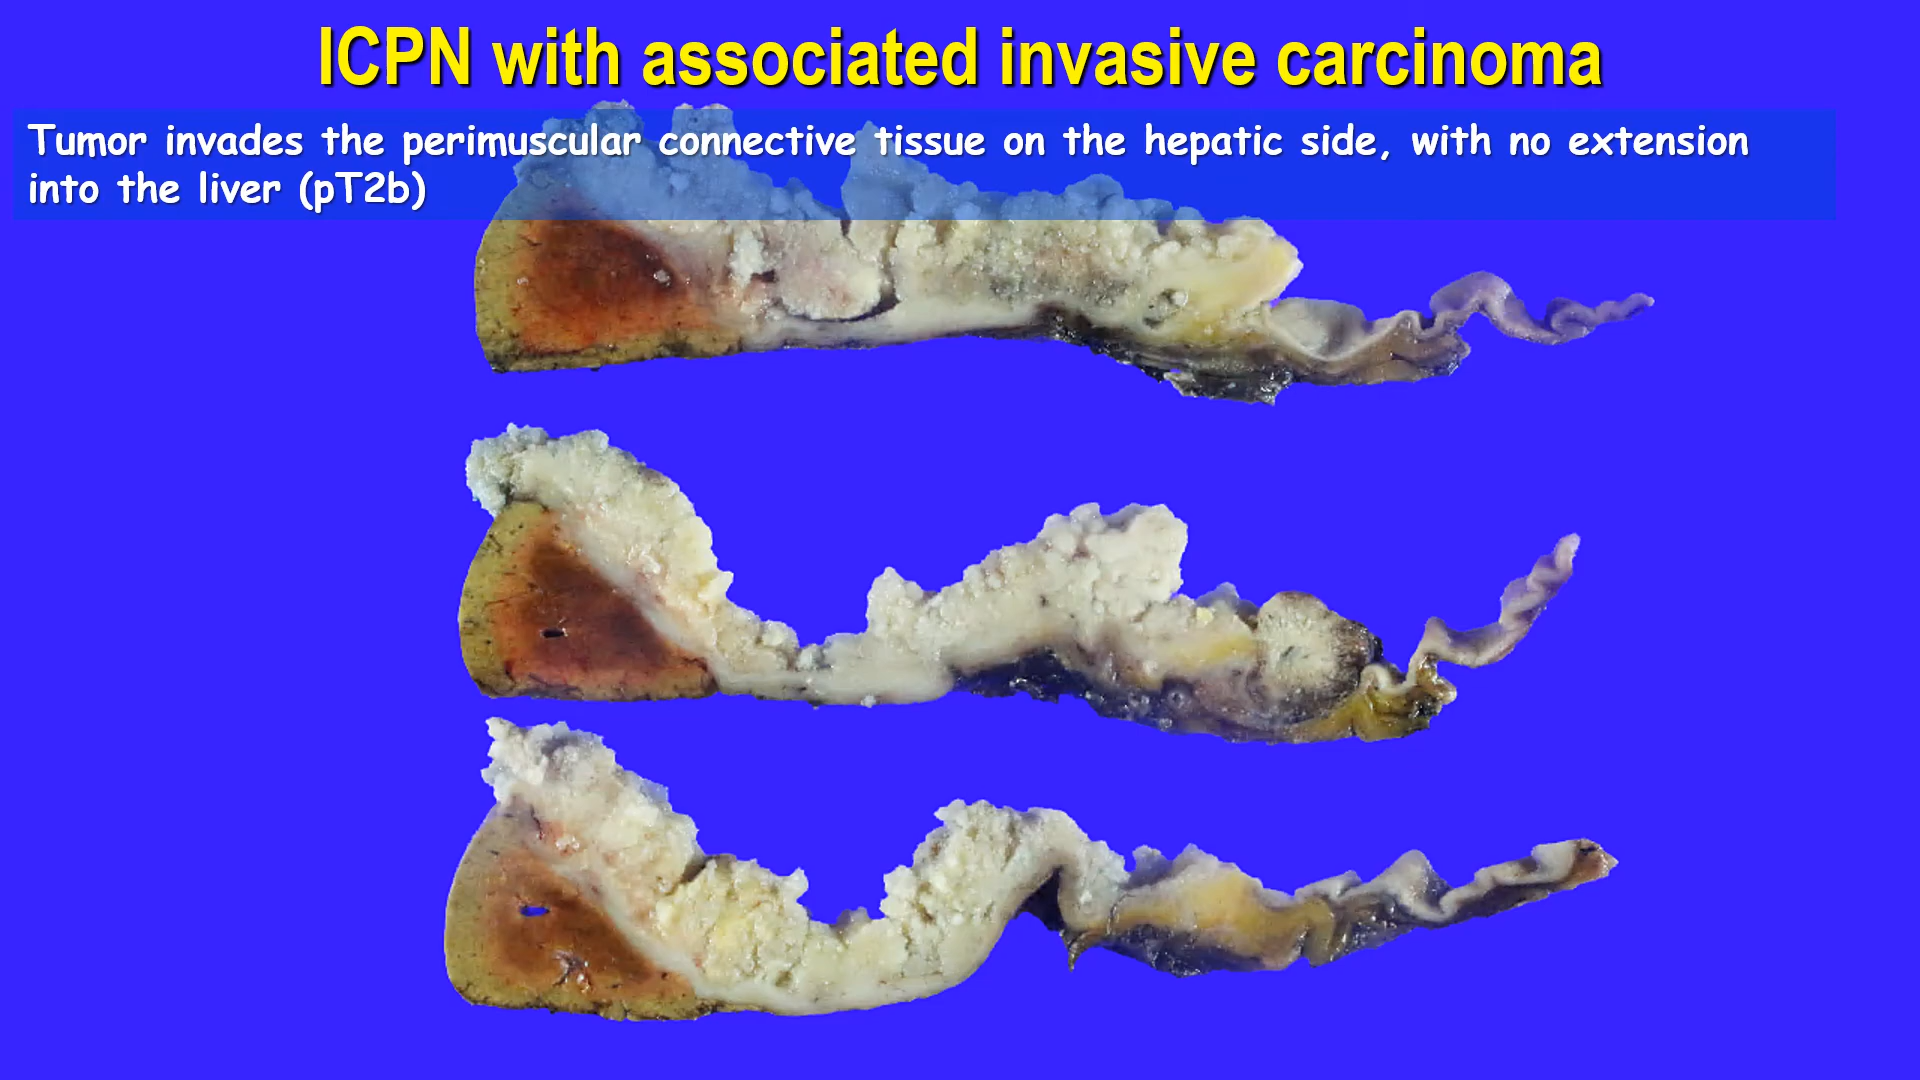 ICPN with associated invasive carcinoma
Tumor invades the perimuscular connective tissue on the hepatic side, with no extension
into the liver (pT2b)